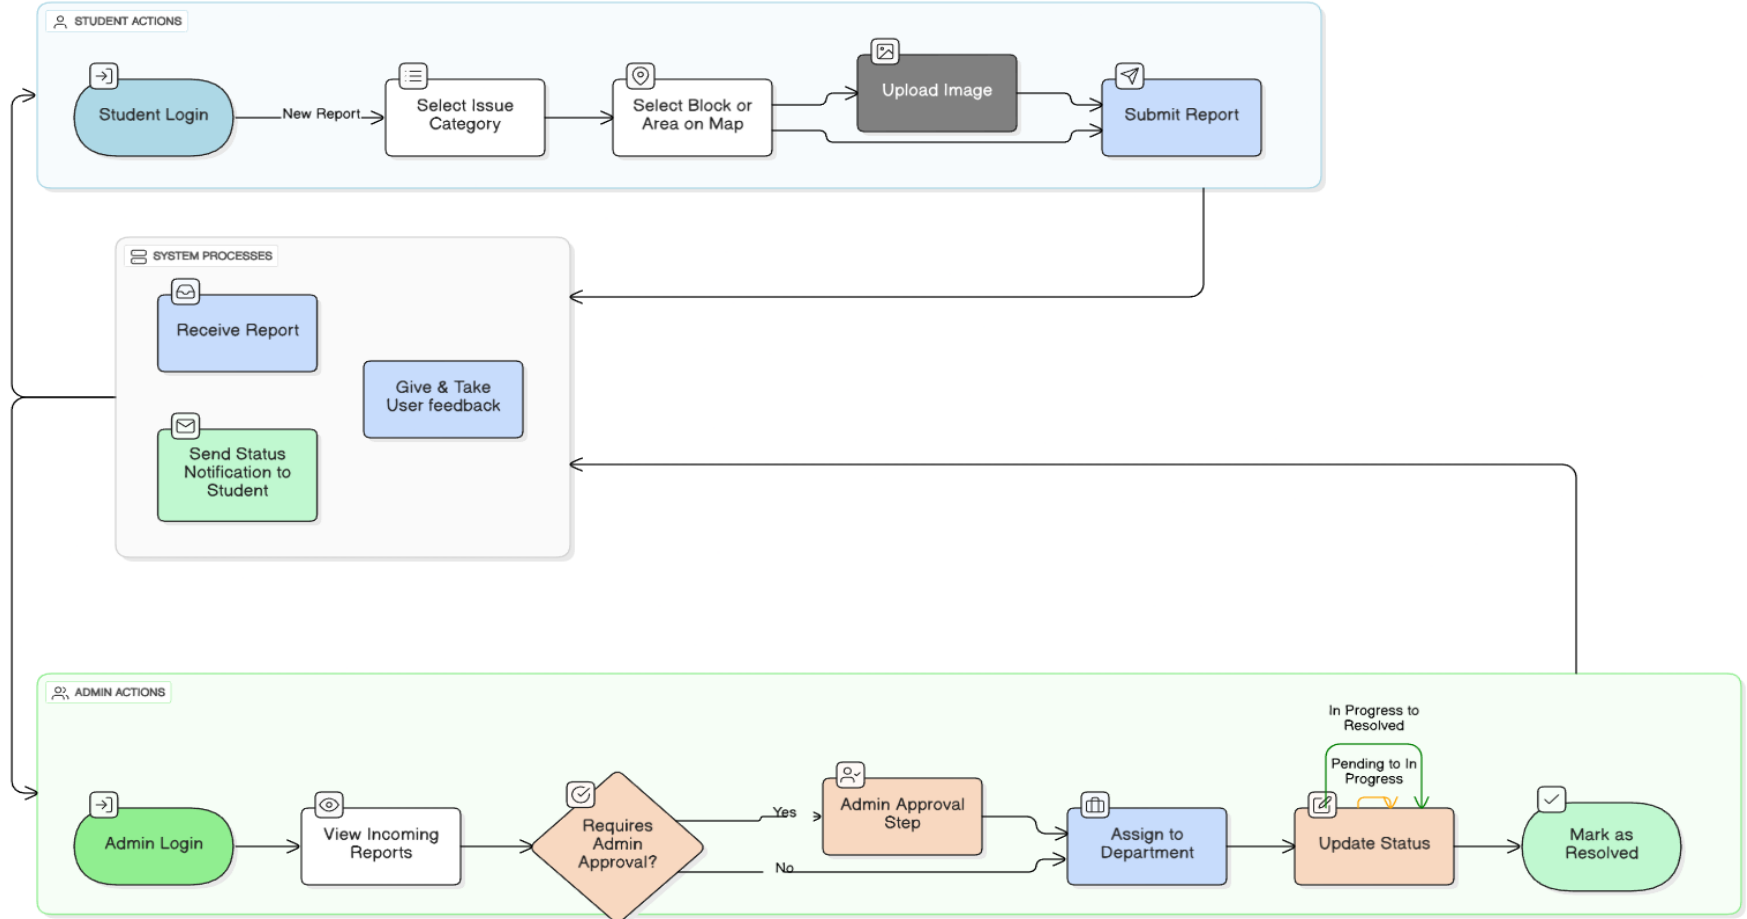 STUDENT ACTIONS
Student Login
New Report
Select Issue
Category
Select Block or
Area on Map
Upload Image
Submit Report
SYSTEM PROCESSES
Receive Report
Give & Take
User feedback
Send Status
Notification to
Student
ADMIN ACTIONS
Admin Login
View Incoming
Reports
Requires
Admin
Approval?
Yes
No
Admin Approval
Step
Assign to
Department
In Progress to
Resolved
Pending to In
Progress
Update Status
Mark as
Resolved